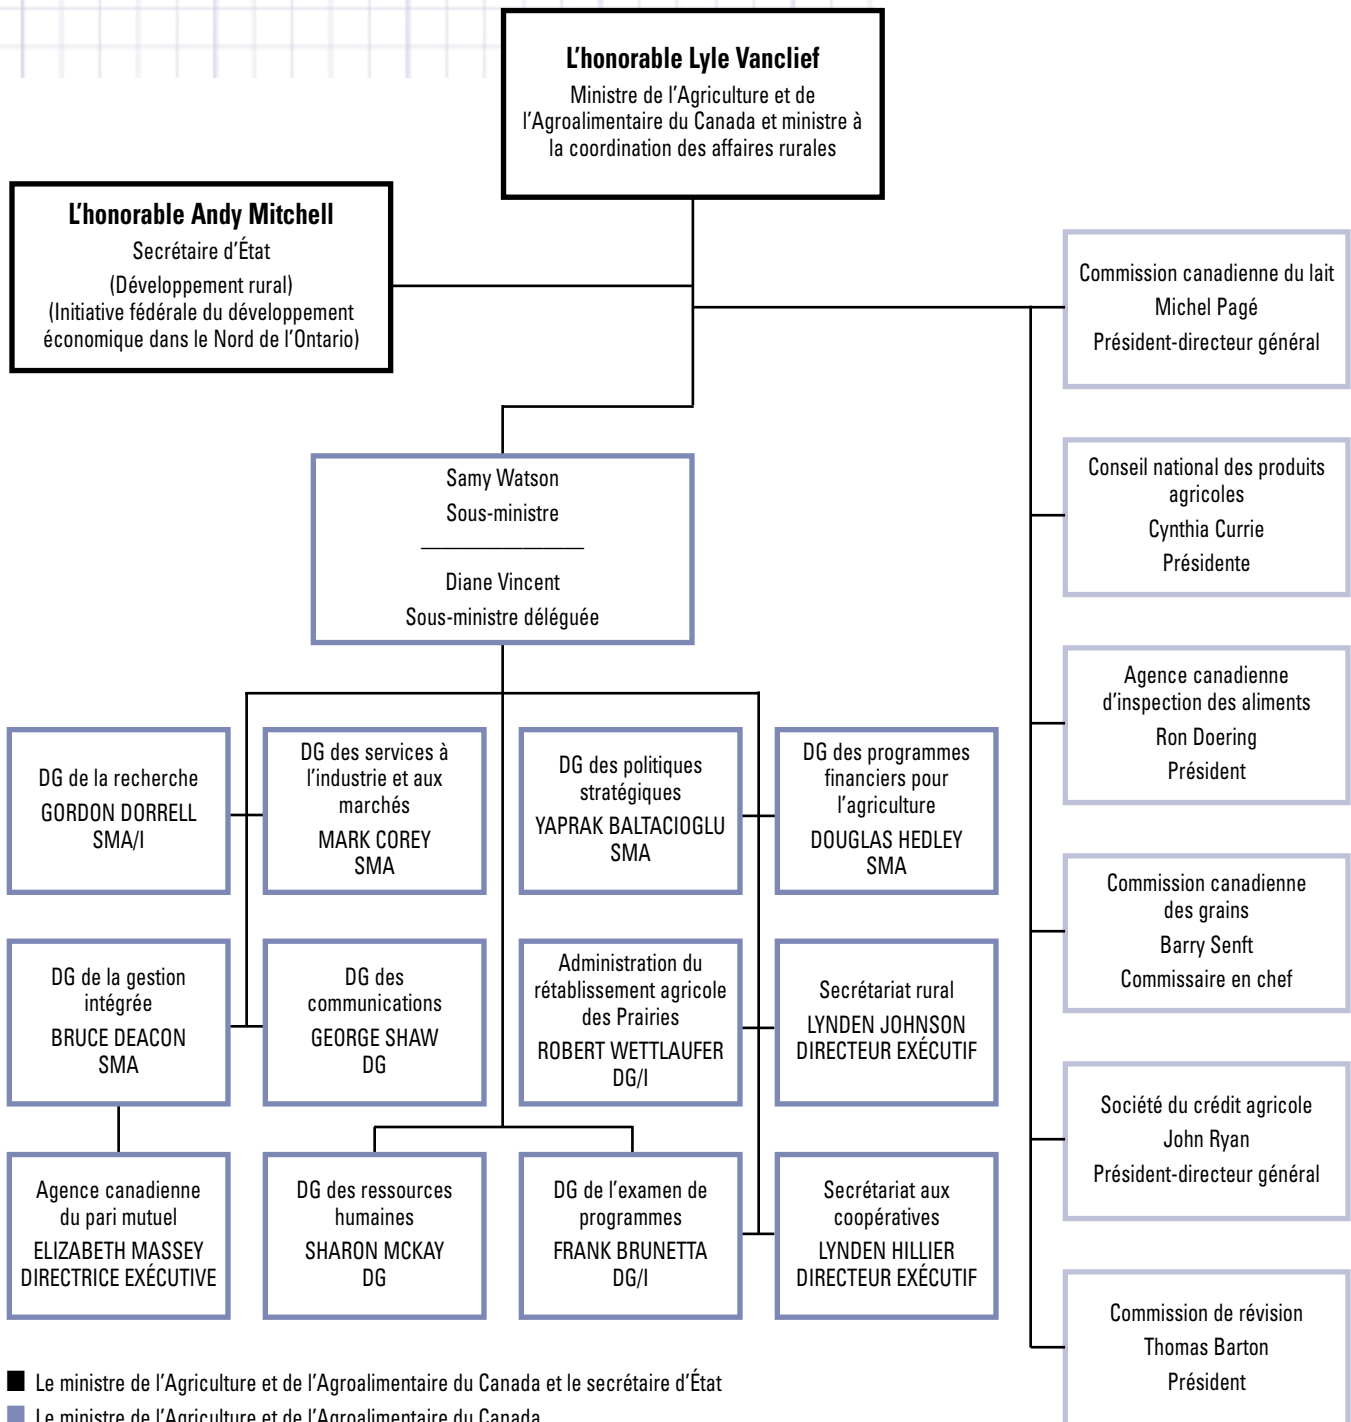 L'honorable Lyle Vanclief
Ministre de l'Agriculture et de
l'Agroalimentaire du Canada et ministre à
la coordination des affaires rurales
L'honorable Andy Mitchell
Secrétaire d'État
(Développement rural)
(Initiative fédérale du développement
économique dans le Nord de l'Ontario)
Commission canadienne du lait
Michel Pagé
Président-directeur général
Samy Watson
Sous-ministre
Diane Vincent
Sous-ministre déléguée
Conseil national des produits
agricoles
Cynthia Currie
Présidente
Agence canadienne
d'inspection des aliments
Ron Doering
Président
DG de la recherche
GORDON DORRELL
SMA/I
DG des services à
l'industrie et aux
marchés
MARK COREY
SMA
DG des politiques
stratégiques
YAPRAK BALTACIOGLU
SMA
DG des programmes
financiers pour
l'agriculture
DOUGLAS HEDLEY
SMA
Commission canadienne
des grains
Barry Senft
Commissaire en chef
DG de la gestion
intégrée
BRUCE DEACON
SMA
DG des
communications
GEORGE SHAW
DG
Administration du
rétablissement agricole
des Prairies
ROBERT WETTLAUFER
DG/I
Secrétariat rural
LYNDEN JOHNSON
DIRECTEUR EXÉCUTIF
Société du crédit agricole
John Ryan
Président-directeur général
Agence canadienne
du pari mutuel
ELIZABETH MASSEY
DIRECTRICE EXÉCUTIVE
DG des ressources
humaines
SHARON MCKAY
DG
DG de l'examen de
programmes
FRANK BRUNETTA
DG/I
Secrétariat aux
coopératives
LYNDEN HILLIER
DIRECTEUR EXÉCUTIF
Commission de révision
Thomas Barton
Président
Le ministre de l'Agriculture et de l'Agroalimentaire du Canada et le secrétaire d'État
Le ministre de l'Agriculture et de l'Agroalimentaire du Canada